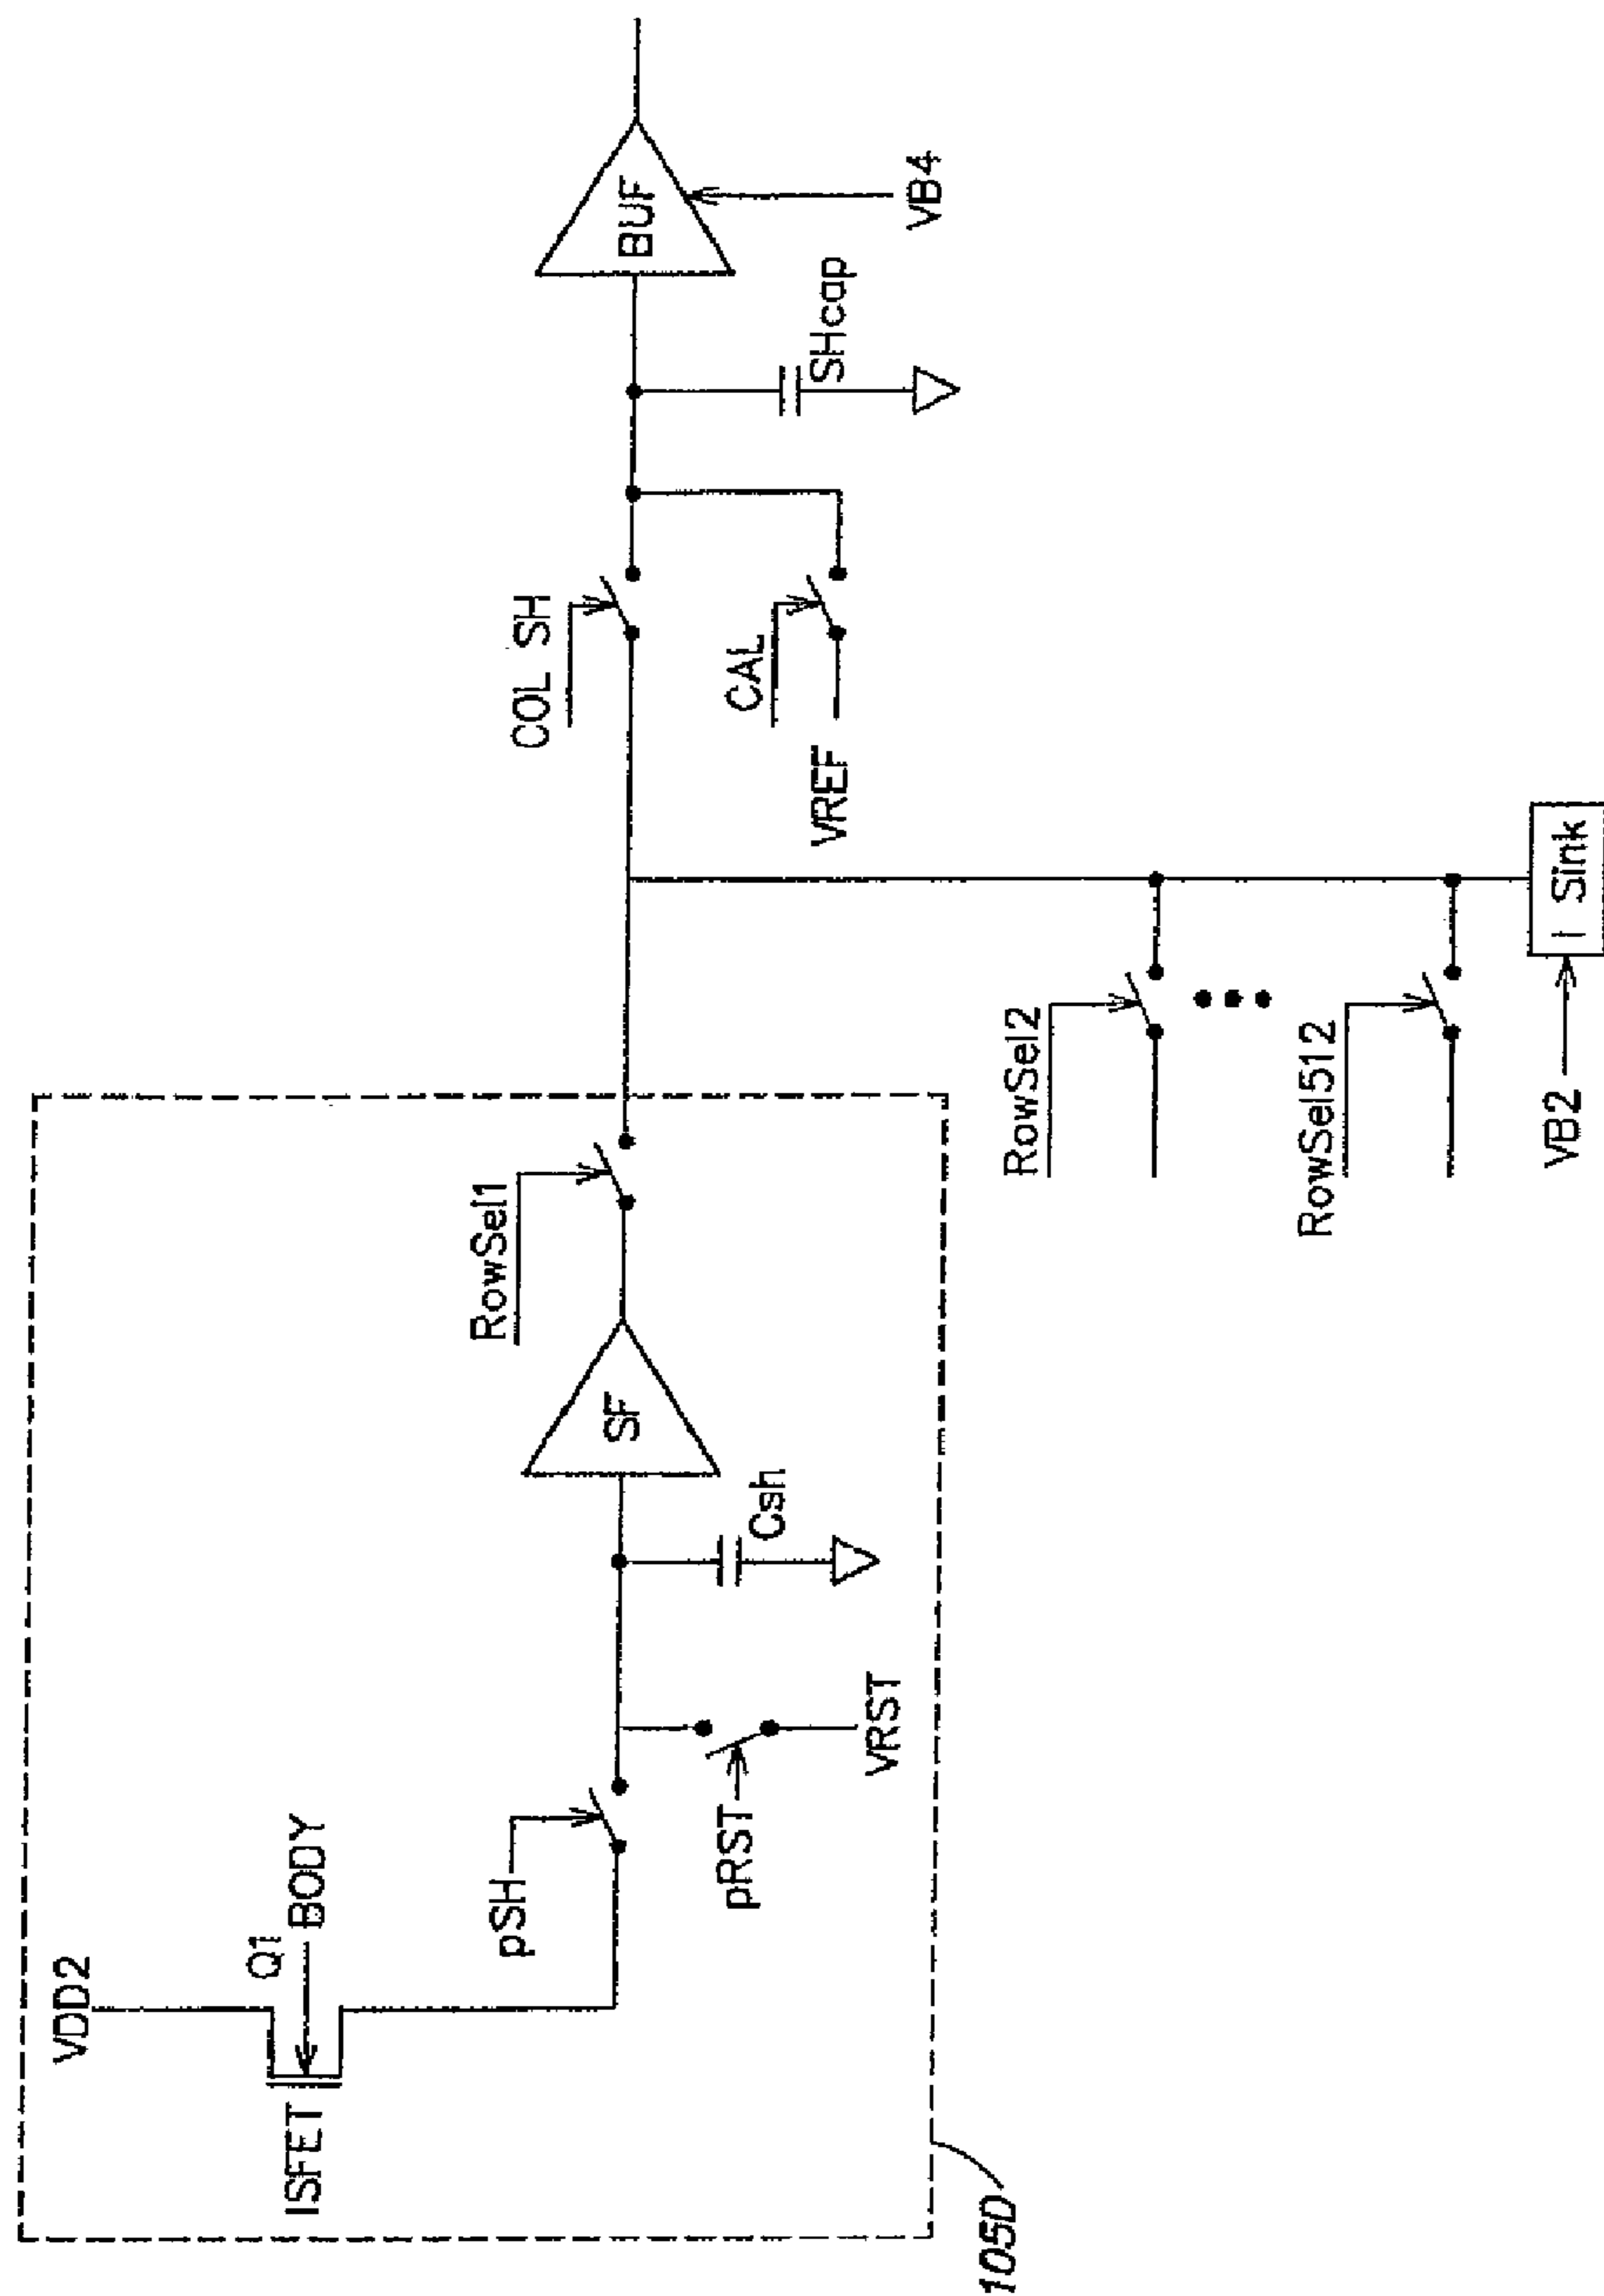 VDD2
Q1
BODY
ISFET
pSH
pRST
VRST
Csh
SF
RowSel1
105D
RowSel2
RowSel512
VB2
I Sink
COL SH
CAL
VREF
SHcap
BUF
VB4